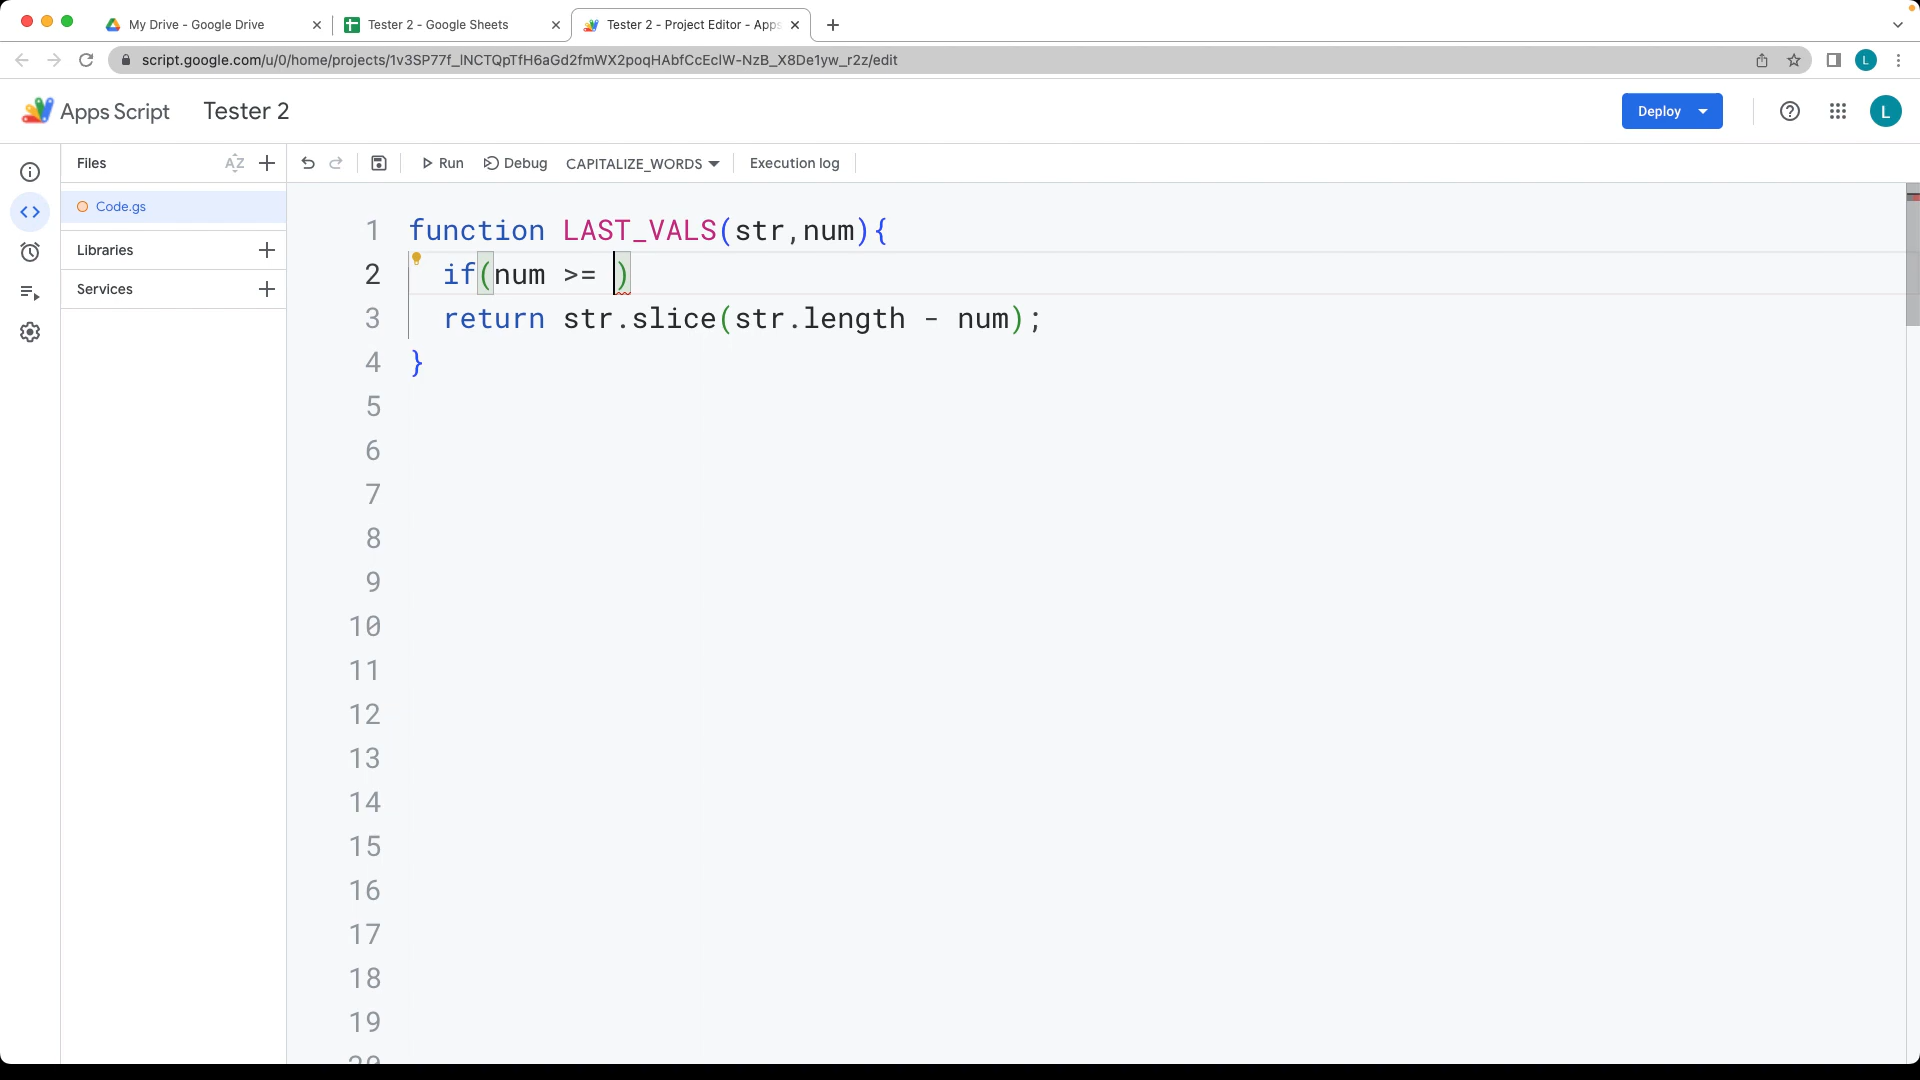 My Drive - Google Drive
Tester 2 - Google Sheets
Tester 2 - Project Editor - Apps
script.google.com/u/0/home/projects/1v3SP77f_lNCTQpTfH6aGd2fmWX2poqHAbfCcEclW-NzB_X8De1yw_r2z/edit
L
Apps Script
Tester 2
Deploy
L
Files
AZ
Run
Debug
CAPITALIZE_WORDS
Execution log
Code.gs
Libraries
Services
1 function LAST_VALS(str,num){
2 if(num >= )
3 return str.slice(str.length - num);
4 }
5
6
7
8
9
10
11
12
13
14
15
16
17
18
19
20